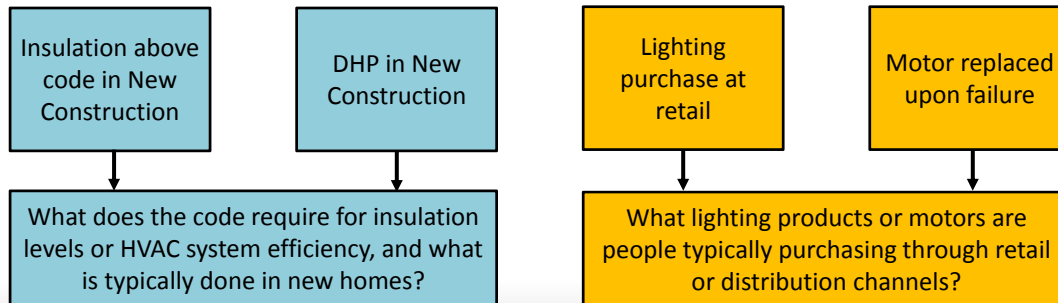 Insulation above
code in New
Construction
DHP in New
Construction
Lighting
purchase at
retail
Motor replaced
upon failure
What does the code require for insulation
levels or HVAC system efficiency, and what
is typically done in new homes?
What lighting products or motors are
people typically purchasing through retail
or distribution channels?